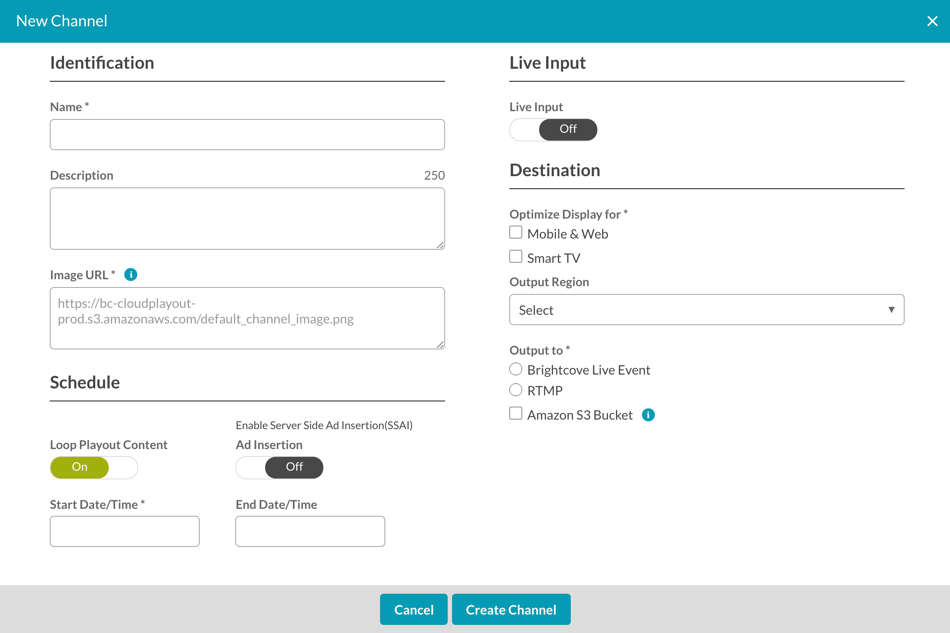 New Channel
×
Identification
Name *
Description 250
Image URL * i
https://bc-cloudplayout-
prod.s3.amazonaws.com/default_channel_image.png
Schedule
Enable Server Side Ad Insertion(SSAI)
Loop Playout Content Ad Insertion
On Off
Start Date/Time * End Date/Time
Live Input
Live Input
Off
Destination
Optimize Display for *
Mobile & Web
Smart TV
Output Region
Select
Output to *
Brightcove Live Event
RTMP
Amazon S3 Bucket i
Cancel Create Channel